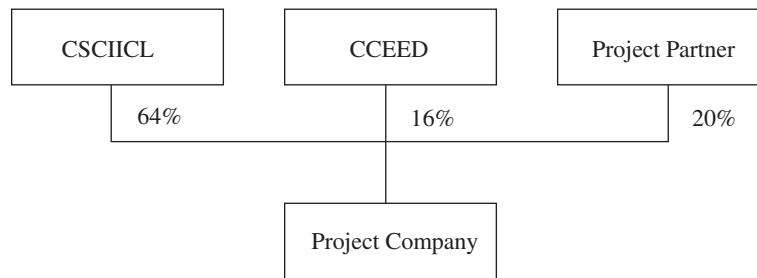 CSCIICL
CCEED
Project Partner
64%
16%
20%
Project Company